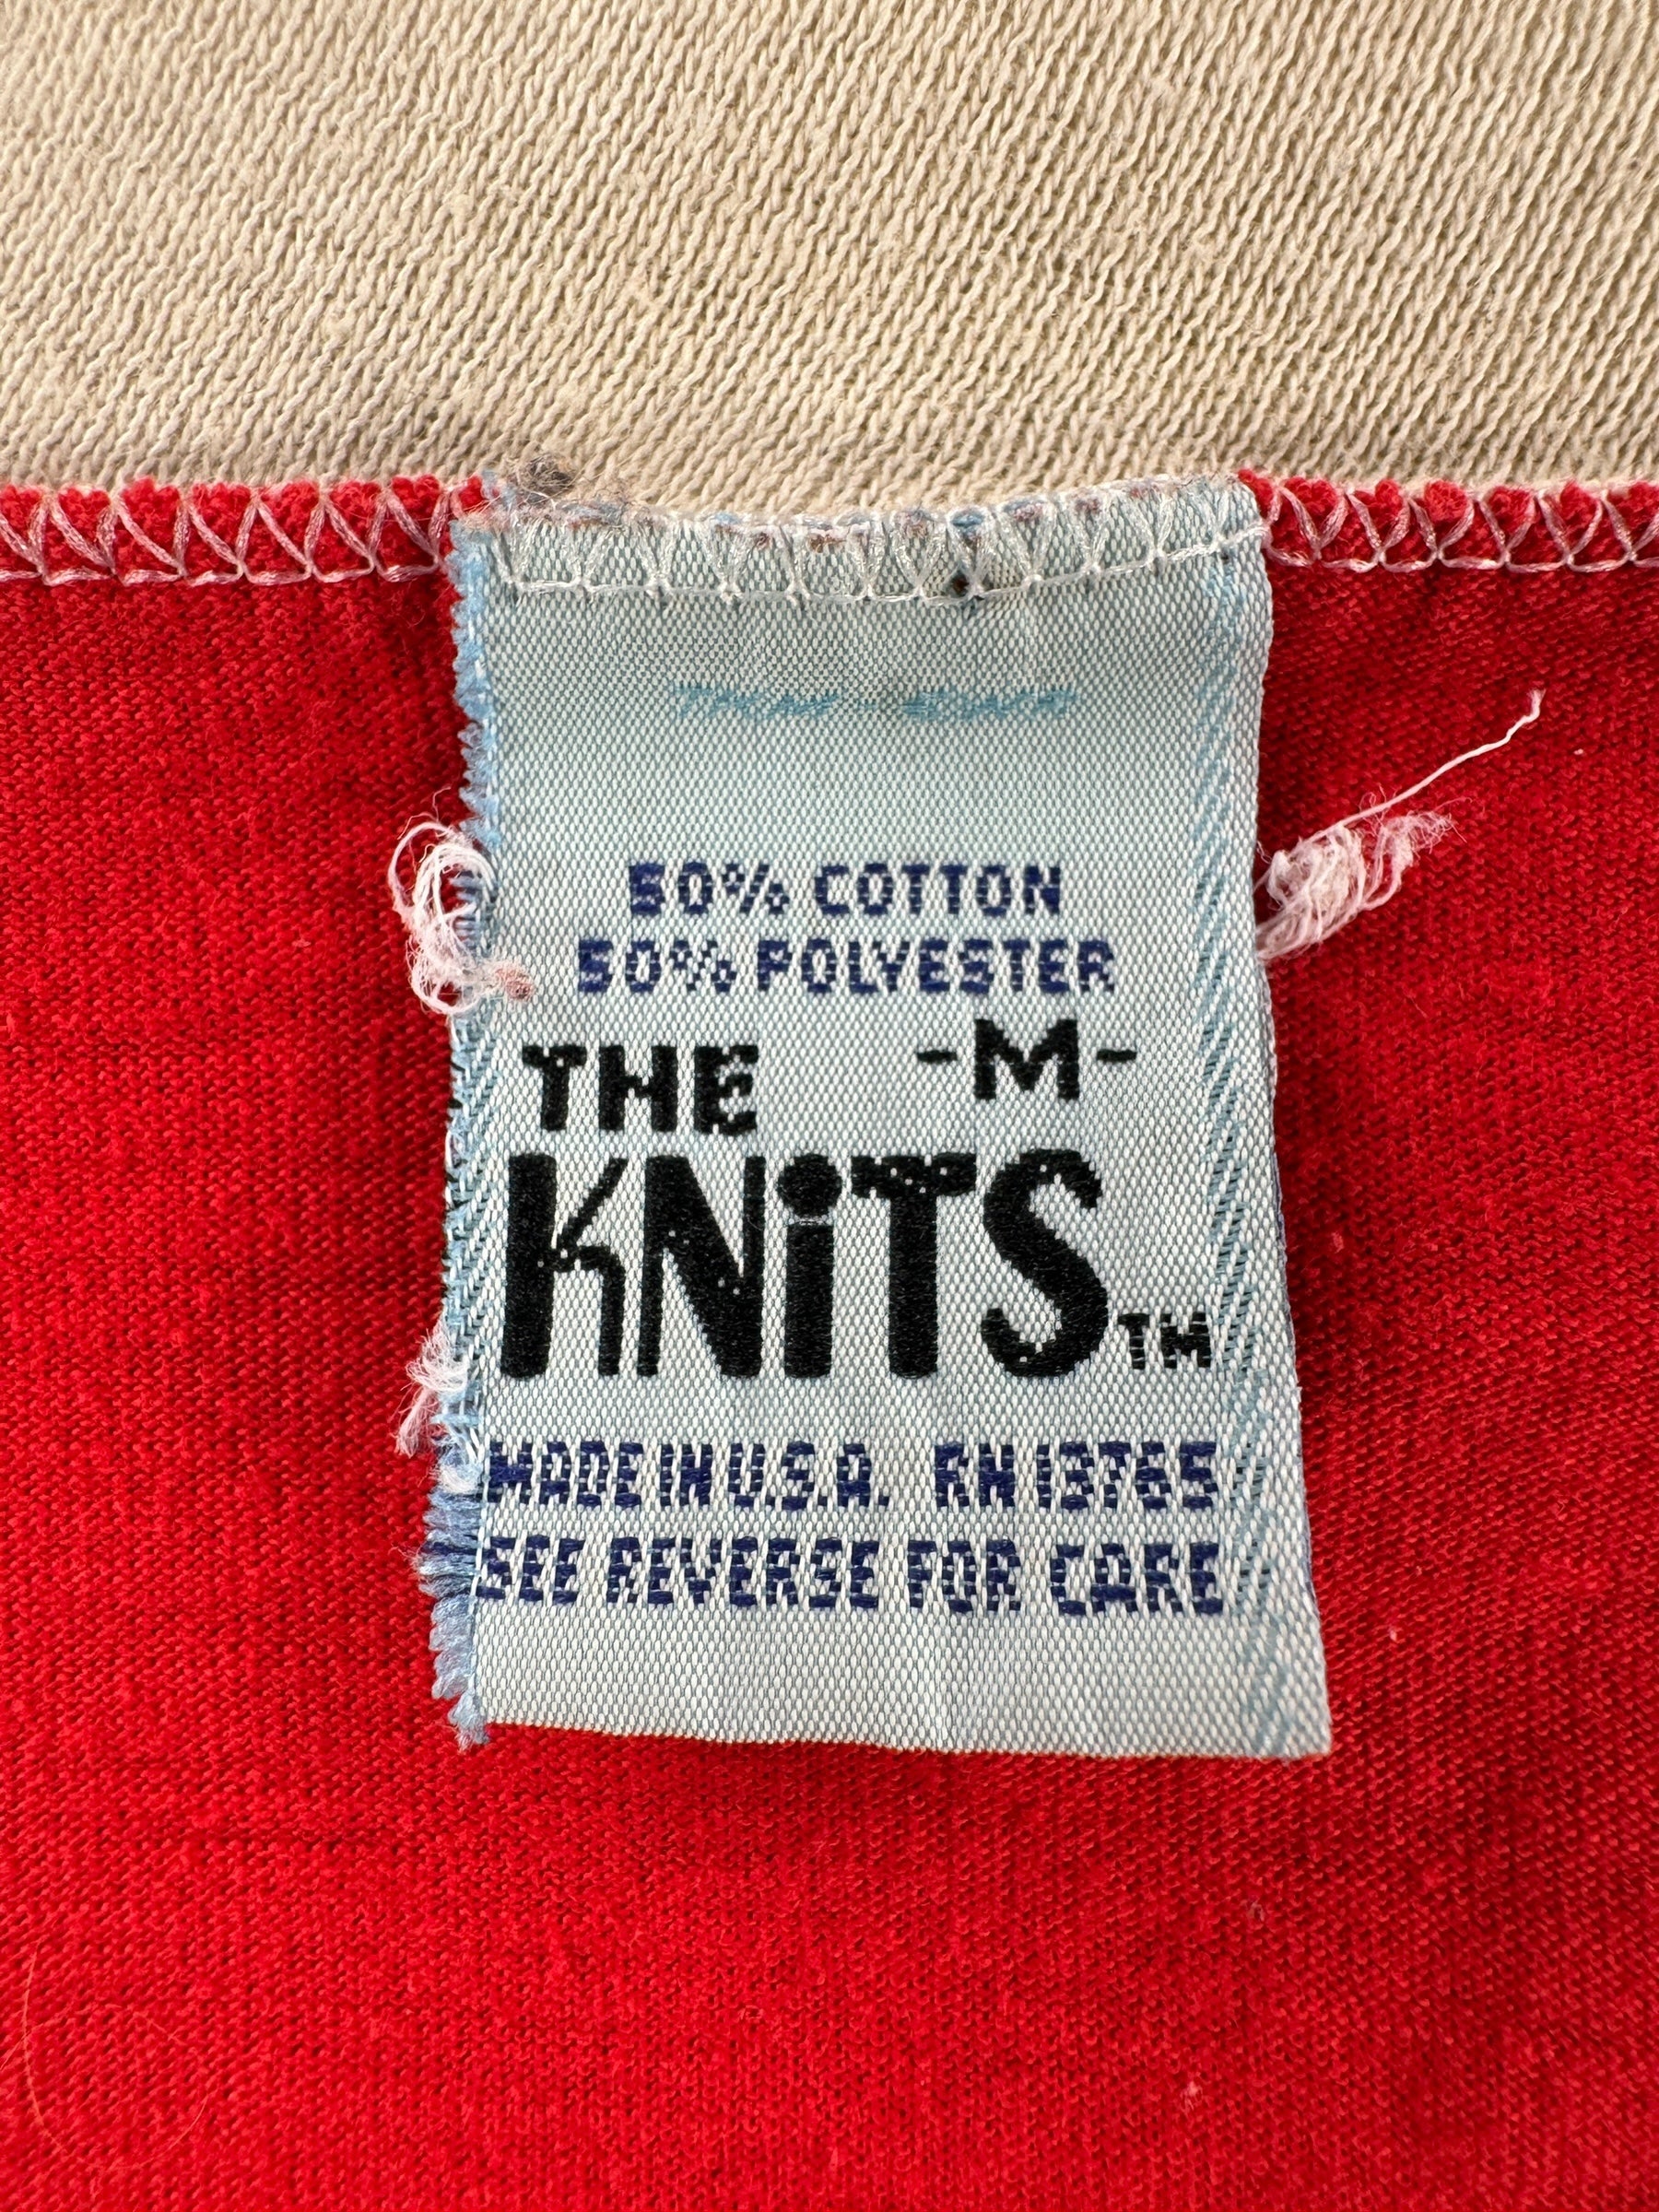 50% COTTON
50% POLYESTER
THE -M-
KNiTS TM
MADE IN U.S.A. RN 13765
SEE REVERSE FOR CARE